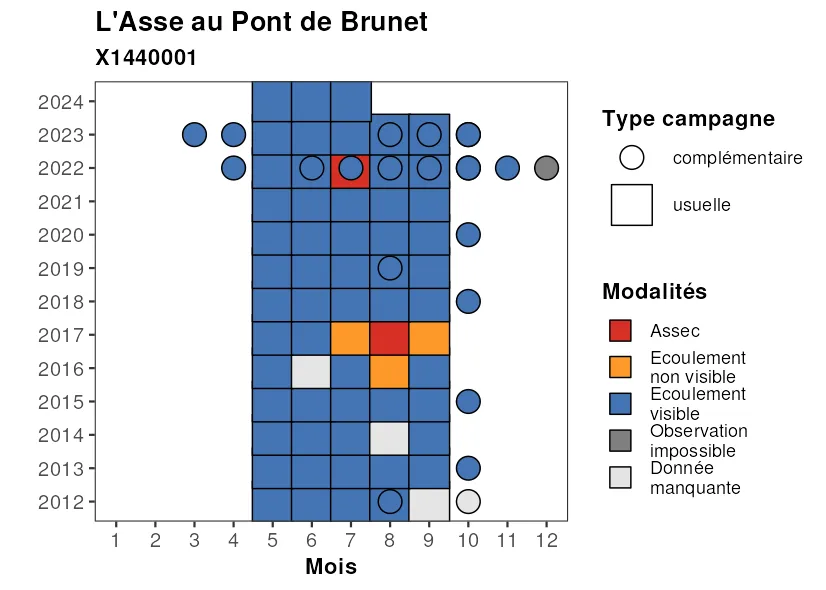 L'Asse au Pont de Brunet
X1440001
2024
2023
2022
2021
2020
2019
2018
2017
2016
2015
2014
2013
2012
1 2 3 4 5 6 7 8 9 10 11 12
Mois
Type campagne
complémentaire
usuelle
Modalités
Assec
Ecoulement
non visible
Ecoulement
visible
Observation
impossible
Donnée
manquante